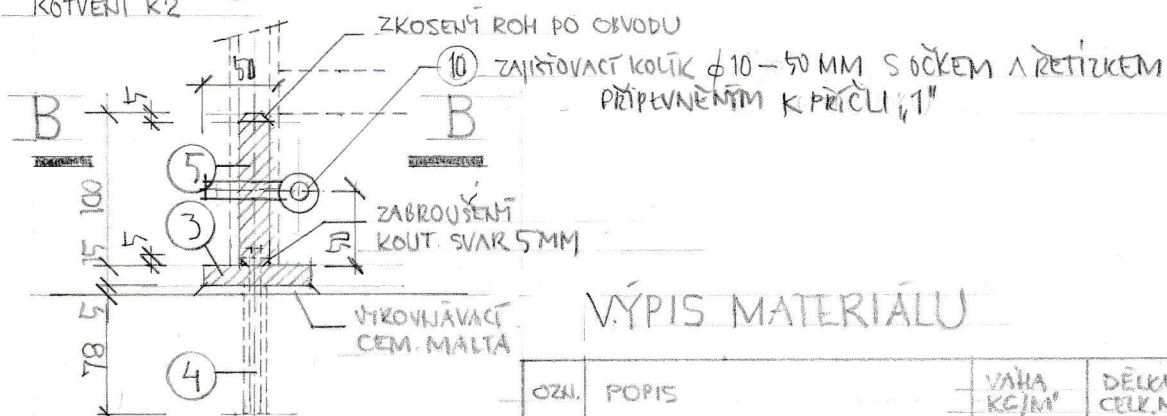 KOTVENÍ K2
ZKOSENÝ ROH PO OBVODU
50
10 ZAJIŠŤOVACÍ KOLÍK ϕ10-50 MM S OČKEM A ŘETÍZKEM
PŘIPEVNĚNÝM K PŘÍČLI „1"
5
B
B
5
100
3
50
ZABROUŠENÝ
KOUT. SVAR 5MM
5
15
5
78
VYROVNÁVACÍ
CEM. MALTA
4
VÝPIS MATERIÁLU
OZN.
POPIS
VÁHA
KG/M'
DÉLKA